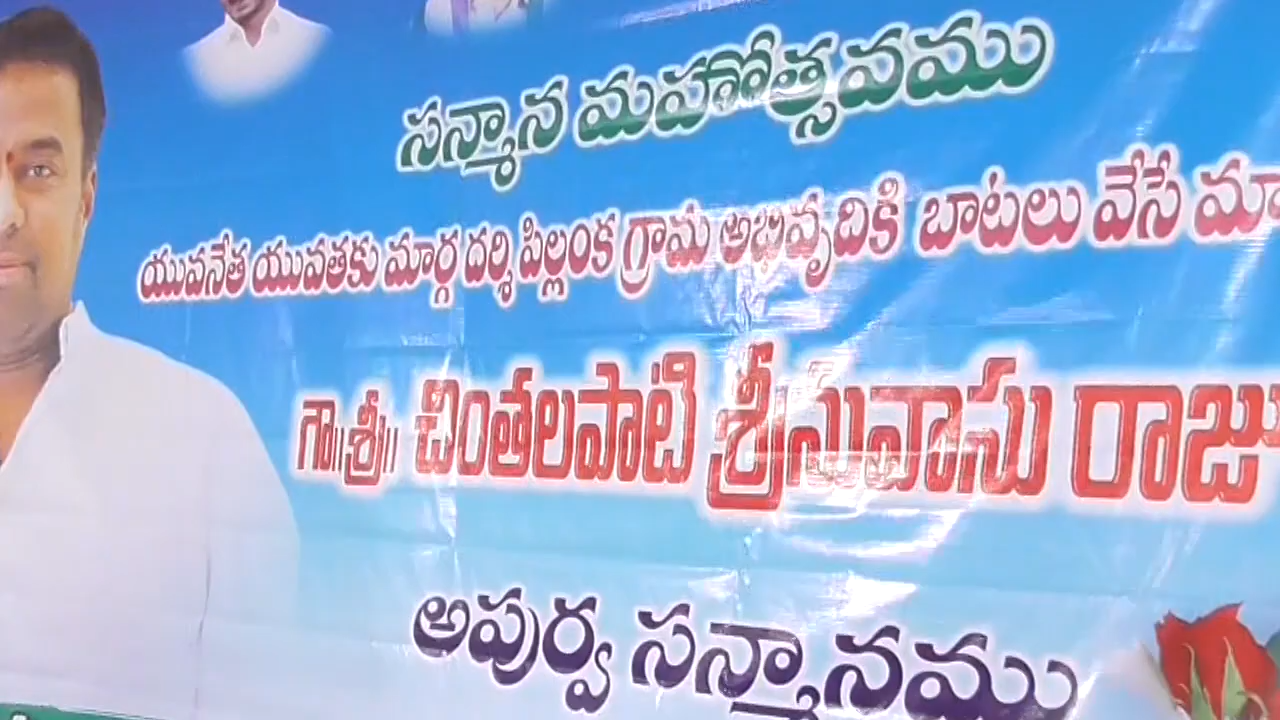 సన్మాన మహోత్సవము
యువనేత యువతకు మార్గ దర్శి పిల్లంక గ్రామ అభివృదికి బాటలు వేసే
గౌ॥శ్రీ॥ చింతలపాటి శ్రీనువాసు రాజు
అపుర్వ సన్మానము